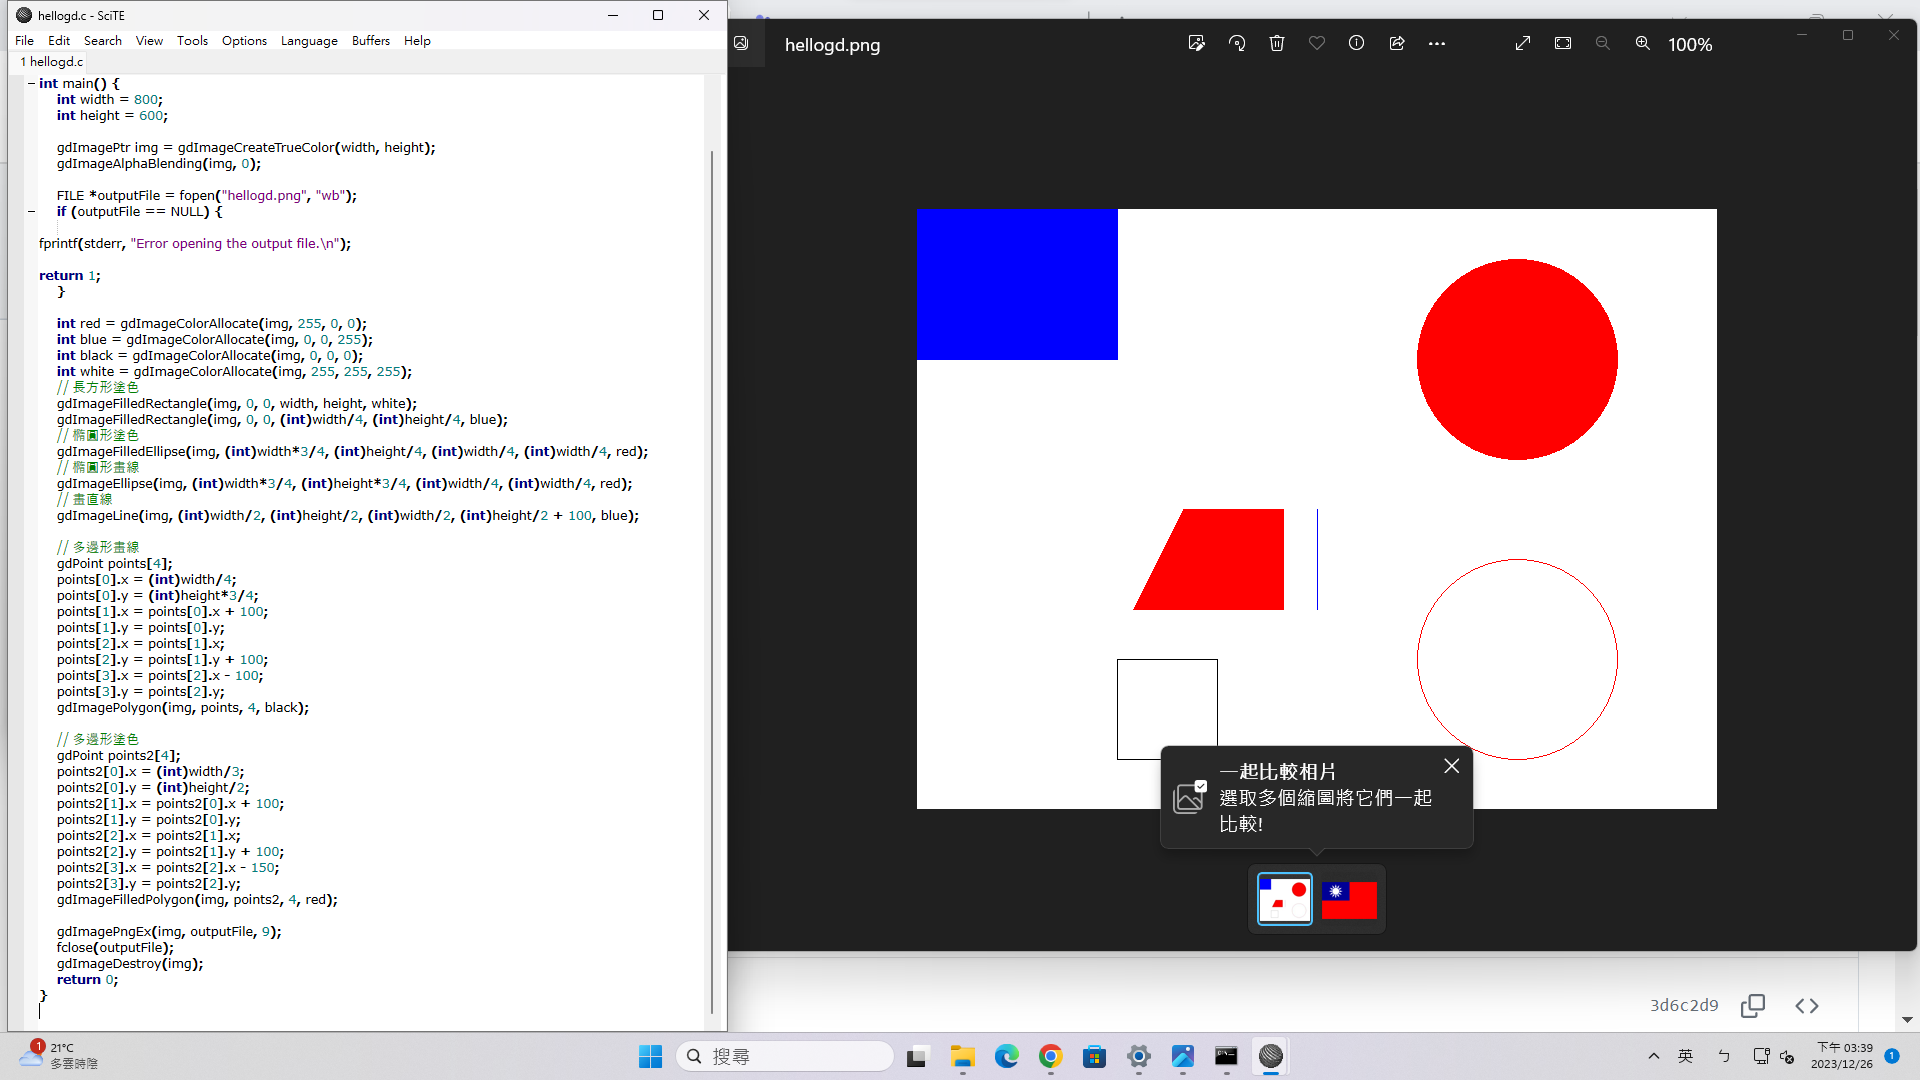 hellogd.c - SciTE
File Edit Search View Tools Options Language Buffers Help
1 hellogd.c
int main() {
int width = 800;
int height = 600;
gdImagePtr img = gdImageCreateTrueColor(width, height);
gdImageAlphaBlending(img, 0);
FILE *outputFile = fopen("hellogd.png", "wb");
if (outputFile == NULL) {
fprintf(stderr, "Error opening the output file.\n");
return 1;
}
int red = gdImageColorAllocate(img, 255, 0, 0);
int blue = gdImageColorAllocate(img, 0, 0, 255);
int black = gdImageColorAllocate(img, 0, 0, 0);
int white = gdImageColorAllocate(img, 255, 255, 255);
// 長方形塗色
gdImageFilledRectangle(img, 0, 0, width, height, white);
gdImageFilledRectangle(img, 0, 0, (int)width/4, (int)height/4, blue);
// 橢圓形塗色
gdImageFilledEllipse(img, (int)width*3/4, (int)height/4, (int)width/4, (int)width/4, red);
// 橢圓形畫線
gdImageEllipse(img, (int)width*3/4, (int)height*3/4, (int)width/4, (int)width/4, red);
// 畫直線
gdImageLine(img, (int)width/2, (int)height/2, (int)width/2, (int)height/2 + 100, blue);
// 多邊形畫線
gdPoint points[4];
points[0].x = (int)width/4;
points[0].y = (int)height*3/4;
points[1].x = points[0].x + 100;
points[1].y = points[0].y;
points[2].x = points[1].x;
points[2].y = points[1].y + 100;
points[3].x = points[2].x - 100;
points[3].y = points[2].y;
gdImagePolygon(img, points, 4, black);
// 多邊形塗色
gdPoint points2[4];
points2[0].x = (int)width/3;
points2[0].y = (int)height/2;
points2[1].x = points2[0].x + 100;
points2[1].y = points2[0].y;
points2[2].x = points2[1].x;
points2[2].y = points2[1].y + 100;
points2[3].x = points2[2].x - 150;
points2[3].y = points2[2].y;
gdImageFilledPolygon(img, points2, 4, red);
gdImagePngEx(img, outputFile, 9);
fclose(outputFile);
gdImageDestroy(img);
return 0;
}
hellogd.png
100%
一起比較相片
選取多個縮圖將它們一起
比較!
3d6c2d9
1
21°C
多雲時陰
搜尋
英
ㄅ
下午 03:39
2023/12/26
1